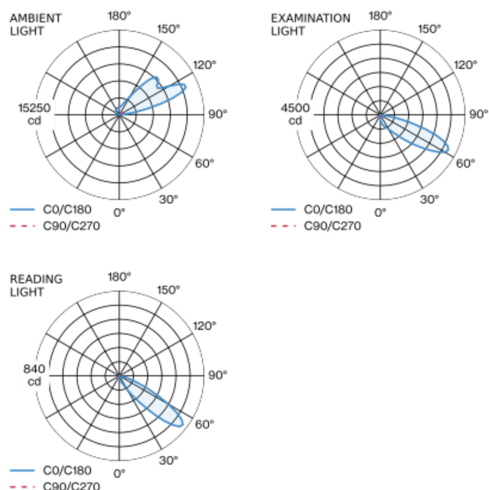 AMBIENT
LIGHT
180°
150°
120°
90°
60°
30°
0°
15250
cd
C0/C180
C90/C270
EXAMINATION
LIGHT
180°
150°
120°
90°
60°
30°
0°
4500
cd
C0/C180
C90/C270
READING
LIGHT
180°
150°
120°
90°
60°
30°
0°
840
cd
C0/C180
C90/C270